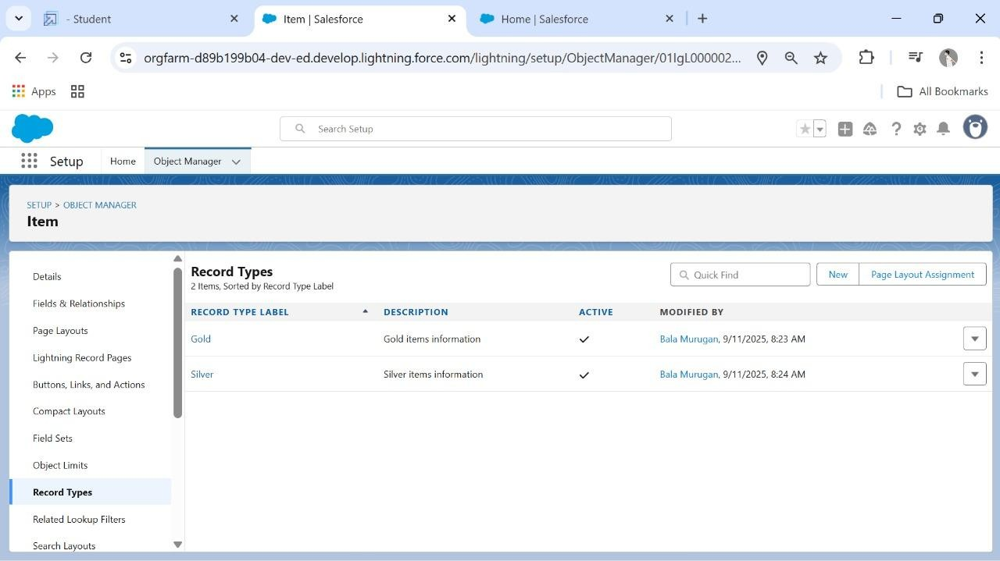 - Student
Item | Salesforce
Home | Salesforce
orgfarm-d89b199b04-dev-ed.develop.lightning.force.com/lightning/setup/ObjectManager/01IgL000002...
Apps
All Bookmarks
Search Setup
Setup
Home
Object Manager
SETUP > OBJECT MANAGER
Item
Details
Fields & Relationships
Page Layouts
Lightning Record Pages
Buttons, Links, and Actions
Compact Layouts
Field Sets
Object Limits
Record Types
Related Lookup Filters
Search Layouts
Record Types
2 Items, Sorted by Record Type Label
Quick Find
New
Page Layout Assignment
RECORD TYPE LABEL DESCRIPTION ACTIVE MODIFIED BY
Gold Gold items information Bala Murugan, 9/11/2025, 8:23 AM
Silver Silver items information Bala Murugan, 9/11/2025, 8:24 AM